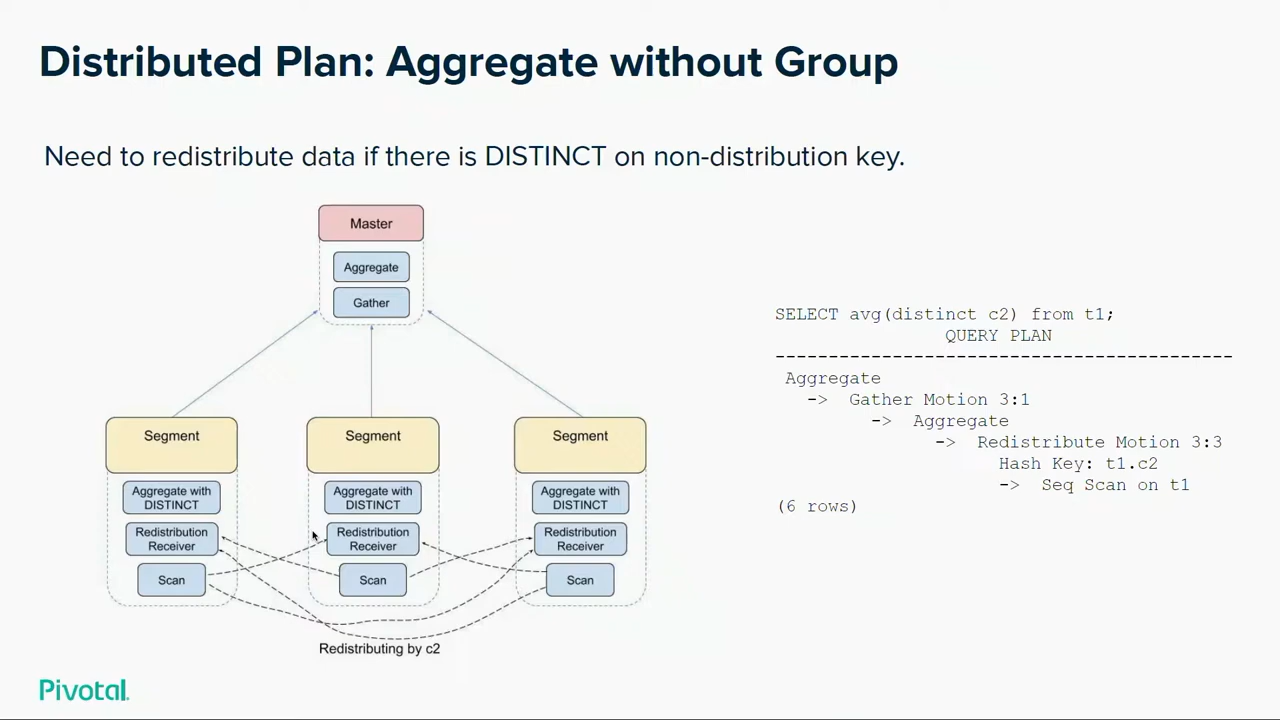 Distributed Plan: Aggregate without Group
Need to redistribute data if there is DISTINCT on non-distribution key.
Master
Aggregate
Gather
Segment
Aggregate with
DISTINCT
Redistribution
Receiver
Scan
Segment
Aggregate with
DISTINCT
Redistribution
Receiver
Scan
Segment
Aggregate with
DISTINCT
Redistribution
Receiver
Scan
Redistributing by c2
SELECT avg(distinct c2) from t1;
QUERY PLAN
-------------------------------------------
Aggregate
-> Gather Motion 3:1
-> Aggregate
-> Redistribute Motion 3:3
Hash Key: t1.c2
-> Seq Scan on t1
(6 rows)
Pivotal.